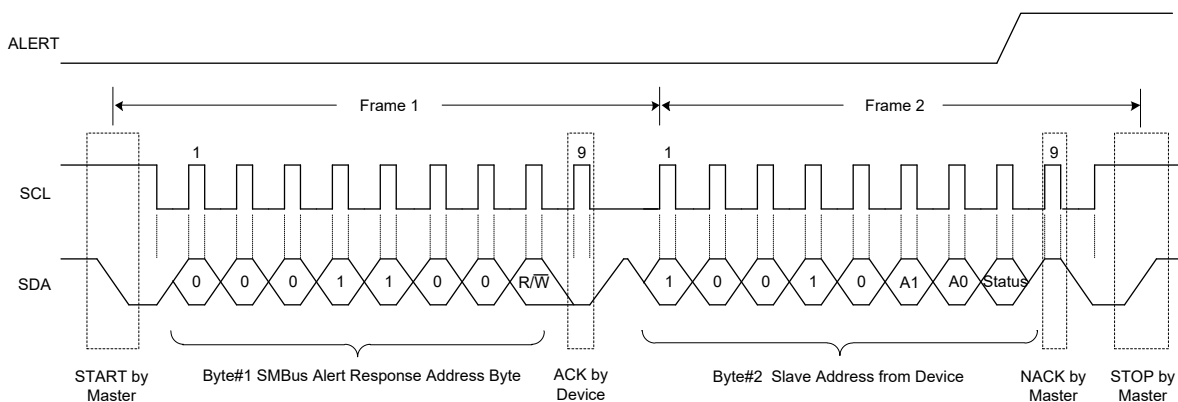 ALERT
Frame 1 Frame 2
1 9 1 9
SCL
SDA 0 0 0 1 1 0 0 R/W̅ 1 0 0 1 0 A1 A0 Status
START by
Master
Byte#1 SMBus Alert Response Address Byte
ACK by
Device
Byte#2 Slave Address from Device
NACK by
Master
STOP by
Master